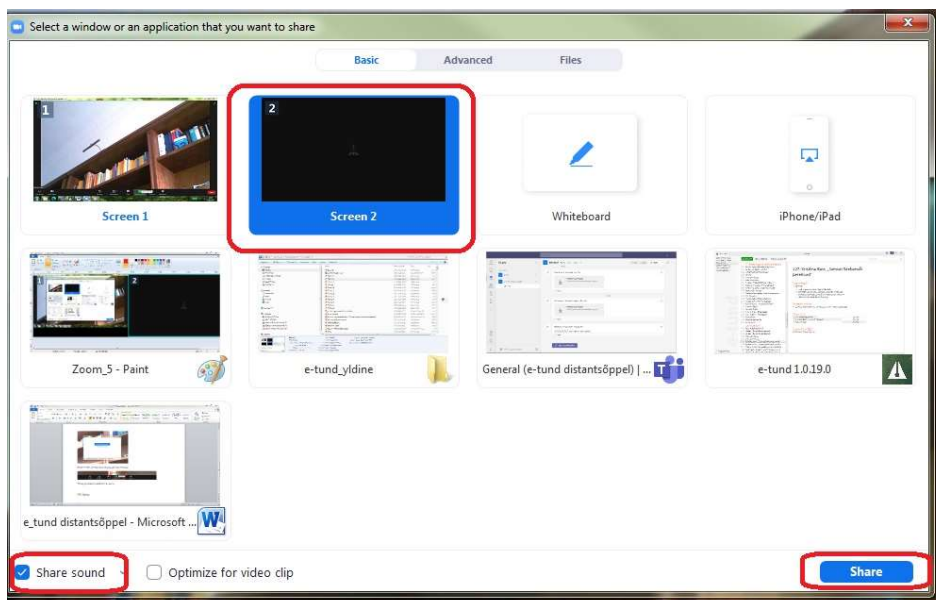 Select a window or an application that you want to share
Basic Advanced Files
1
2
Screen 1
Screen 2
Whiteboard
iPhone/iPad
1 2
Zoom_5 - Paint
e-tund_yldine
General (e-tund distantsõppel) | ...
e-tund 1.0.19.0
e_tund distantsõppel - Microsoft ...
Share sound
Optimize for video clip
Share